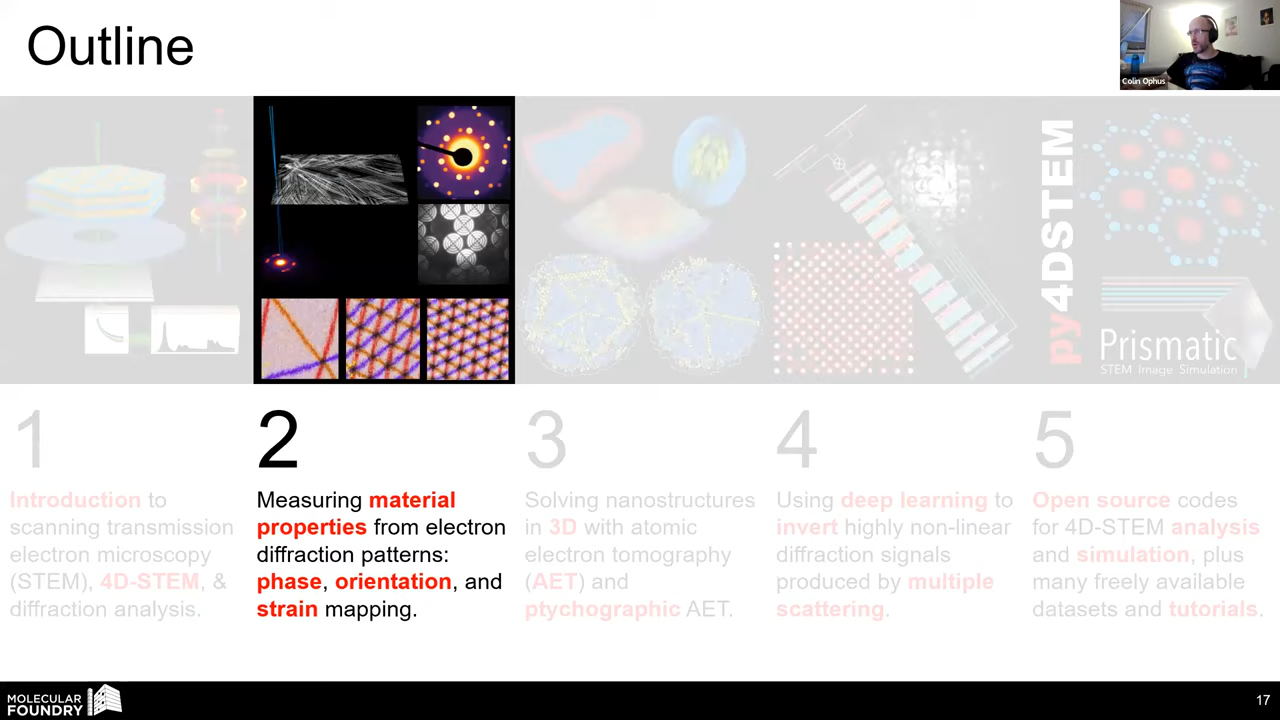 Outline
Colin Ophus
py4DSTEM
Prismatic
STEM Image Simulation
1
Introduction to
scanning transmission
electron microscopy
(STEM), 4D-STEM, &
diffraction analysis.
2
Measuring material
properties from electron
diffraction patterns:
phase, orientation, and
strain mapping.
3
Solving nanostructures
in 3D with atomic
electron tomography
(AET) and
ptychographic AET.
4
Using deep learning to
invert highly non-linear
diffraction signals
produced by multiple
scattering.
5
Open source codes
for 4D-STEM analysis
and simulation, plus
many freely available
datasets and tutorials.
MOLECULAR
FOUNDRY
17